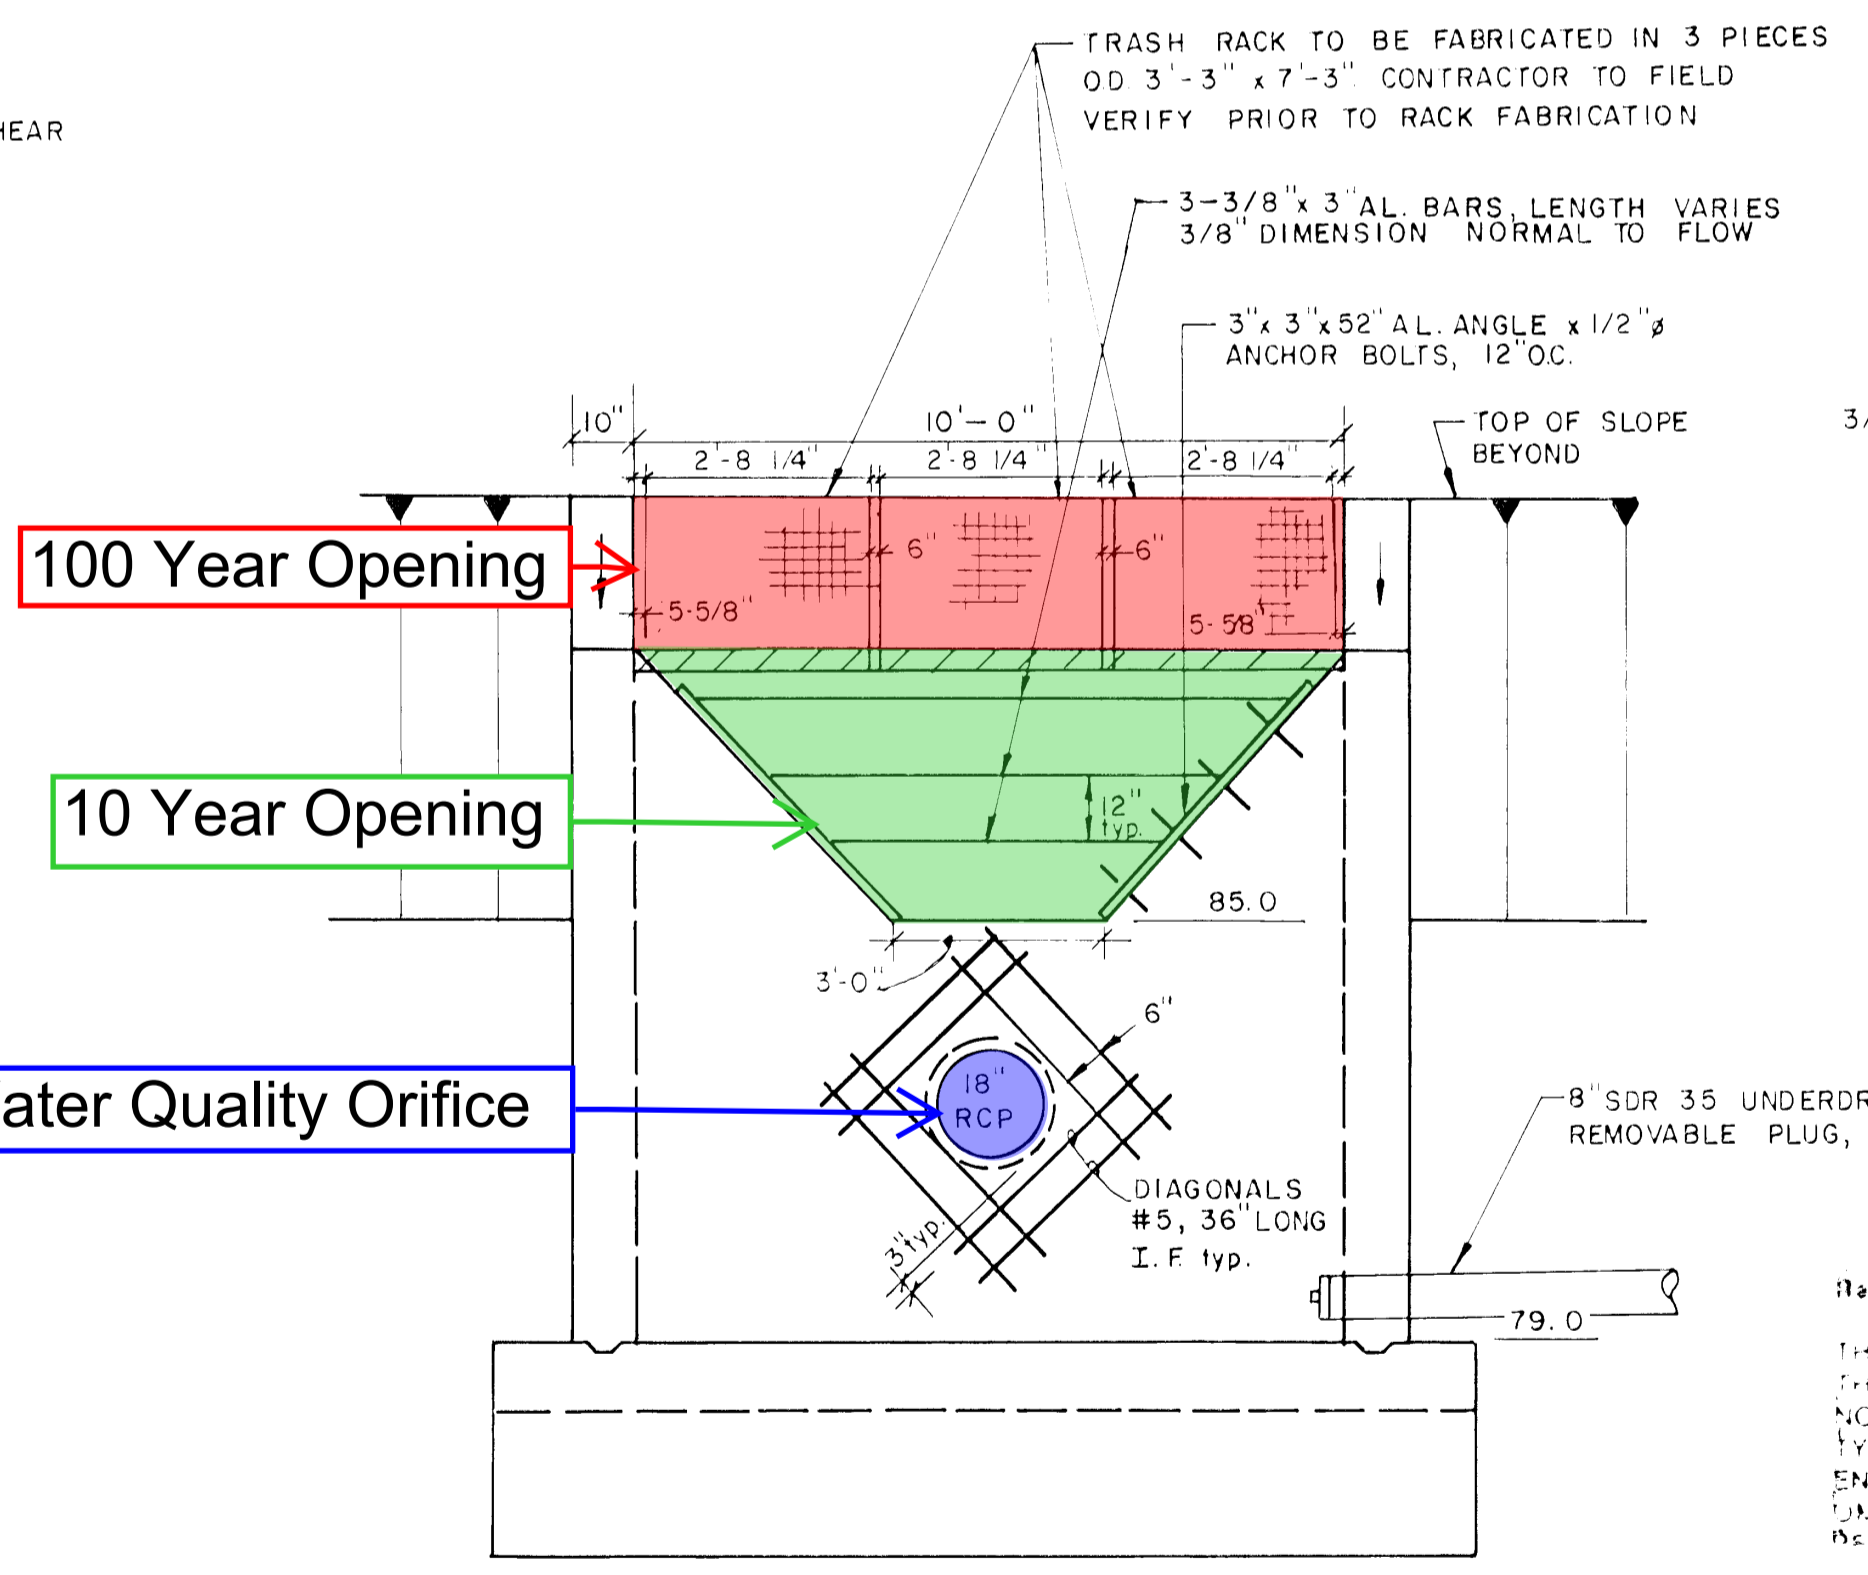 TRASH RACK TO BE FABRICATED IN 3 PIECES
O.D. 3'-3" x 7'-3". CONTRACTOR TO FIELD
VERIFY PRIOR TO RACK FABRICATION
HEAR
3-3/8"x 3"AL. BARS, LENGTH VARIES
3/8" DIMENSION NORMAL TO FLOW
3"x 3"x52" AL. ANGLE x 1/2"ø
ANCHOR BOLTS, 12"O.C.
10"
10'-0"
TOP OF SLOPE
BEYOND
3/
2'-8 1/4"
2'-8 1/4"
2'-8 1/4"
100 Year Opening
6"
6"
5-5/8"
5-5/8"
10 Year Opening
12"
typ.
85.0
3'-0"
6"
ater Quality Orifice
18"
RCP
8"SDR 35 UNDERDR
REMOVABLE PLUG,
DIAGONALS
#5, 36"LONG
I.F. typ.
3"typ.
79.0